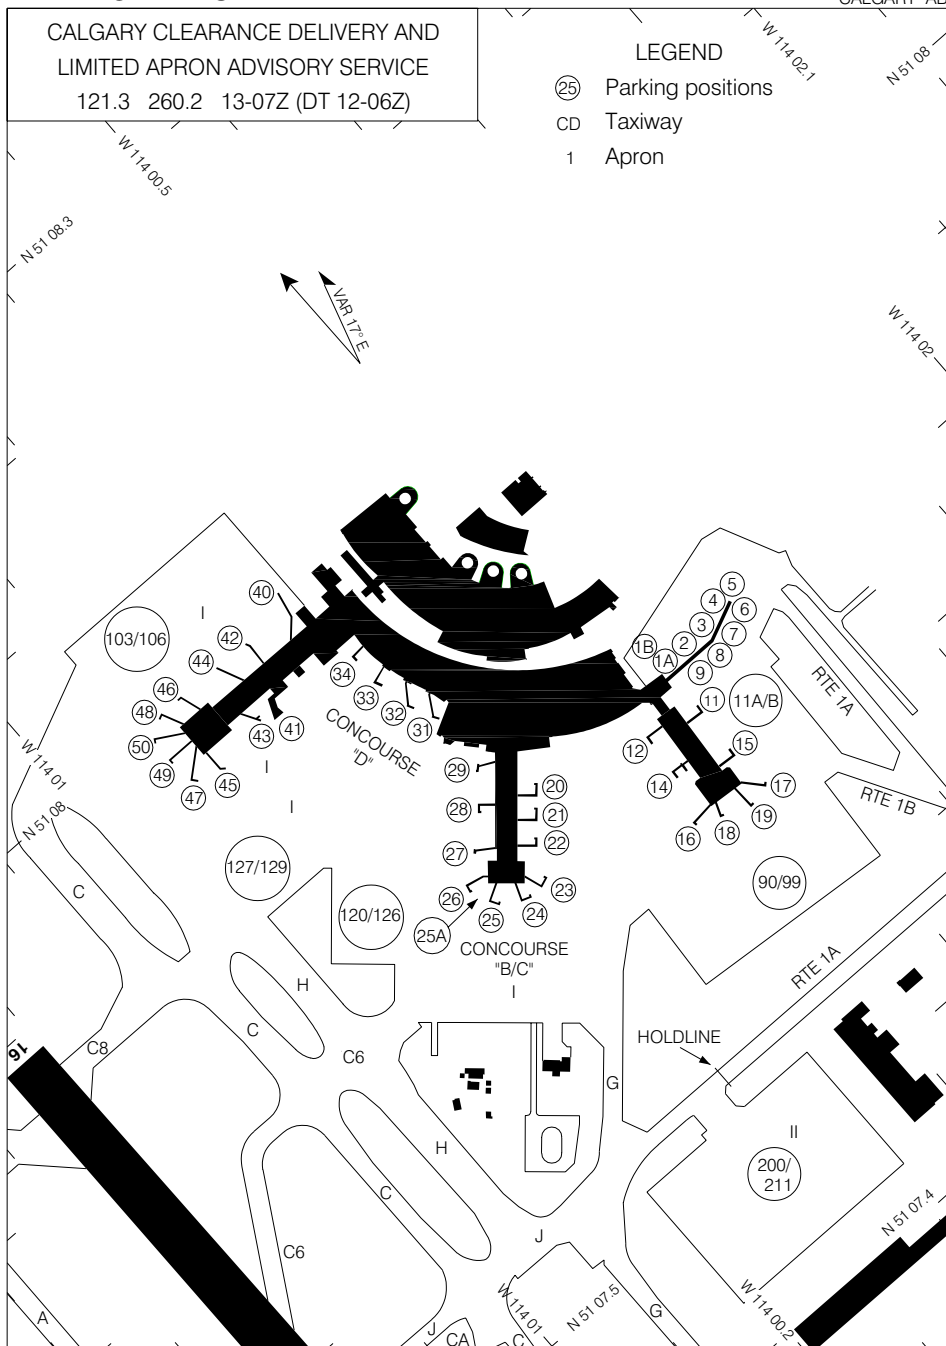 CALGARY CLEARANCE DELIVERY AND
LIMITED APRON ADVISORY SERVICE
121.3 260.2 13-07Z (DT 12-06Z)
LEGEND
25 Parking positions
CD Taxiway
1 Apron
W 114 02.1
N 51 08
W 114 00.5
N 51 08.3
VAR 17° E
W 114 02
40
I
103/106
42
44
46
48
50
49
47
45
43
41
I
I
34
33
32
31
CONCOURSE
"D"
5
4
6
3
7
2
8
1B
1A
9
11
11A/B
12
15
14
17
19
16
18
RTE 1A
RTE 1B
29
20
28
21
22
27
23
26
25
24
25A
CONCOURSE
"B/C"
I
W 114 01
N 51 08
C
127/129
120/126
90/99
RTE 1A
H
C
C6
C8
16
HOLDLINE
G
H
C
II
200/
211
N 51 07.4
J
C6
W 114 01
N 51 07.5
G
W 114 00.2
A
J
CA
C